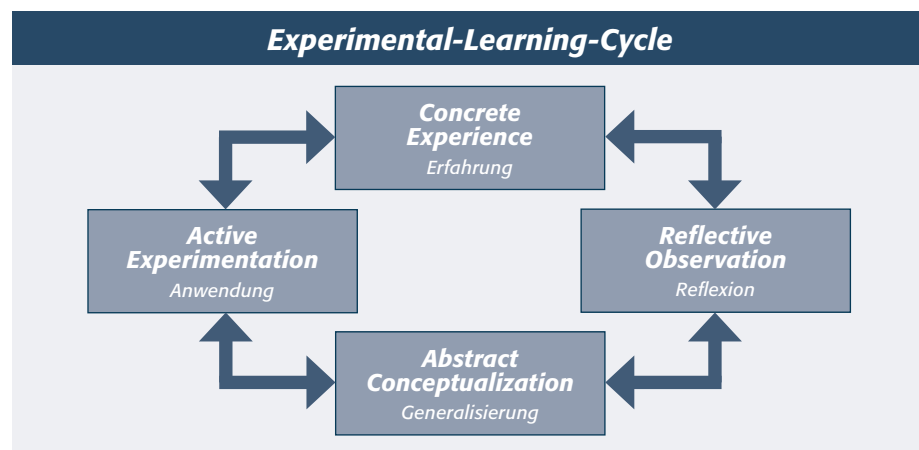 Experimental-Learning-Cycle
Concrete
Experience
Erfahrung
Active
Experimentation
Anwendung
Reflective
Observation
Reflexion
Abstract
Conceptualization
Generalisierung